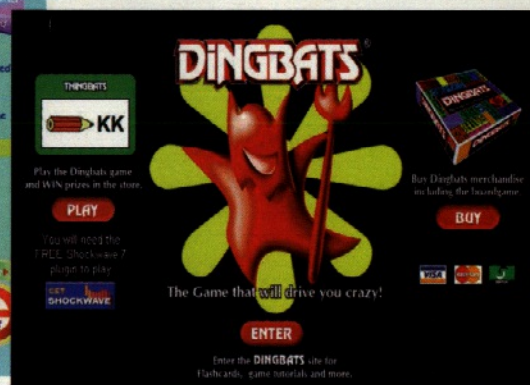 DINGBATS®
THINGBATS
KK
Play the Dingbats game
and WIN prizes in the store.
PLAY
You will need the
FREE Shockwave 7
plugin to play
GET
SHOCKWAVE
The Game that will drive you crazy!
ENTER
Enter the DINGBATS site for
Flashcards, game tutorials and more.
DINGBATS
Buy Dingbats merchandise
including the boardgame.
BUY
VISA